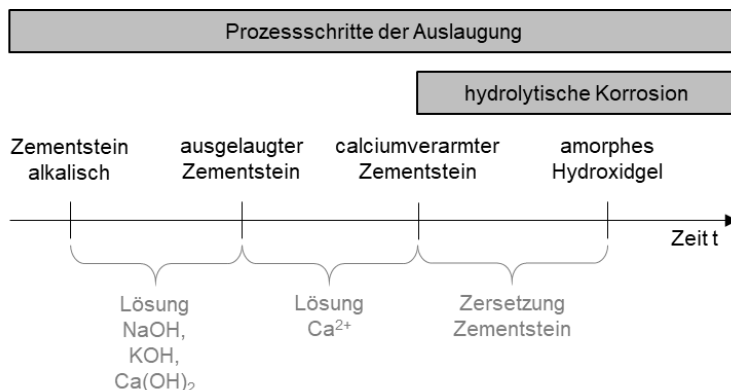 Prozessschritte der Auslaugung
hydrolytische Korrosion
Zementstein
alkalisch
ausgelaugter
Zementstein
calciumverarmter
Zementstein
amorphes
Hydroxidgel
Zeit t
Lösung
NaOH,
KOH,
Ca(OH)₂
Lösung
Ca²⁺
Zersetzung
Zementstein